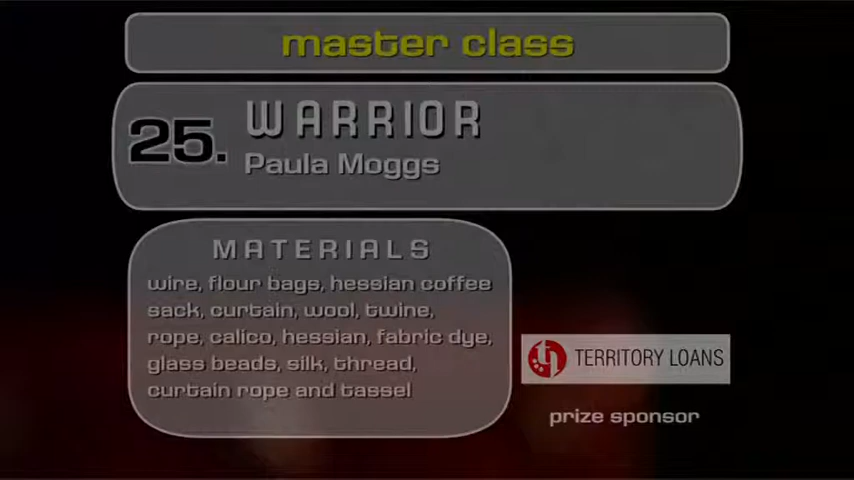 master class
25. WARRIOR
Paula Moggs
MATERIALS
wire, flour bags, hessian coffee
sack, curtain, wool, twine,
rope, calico, hessian, fabric dye,
glass beads, silk, thread,
curtain rope and tassel
TERRITORY LOANS
prize sponsor